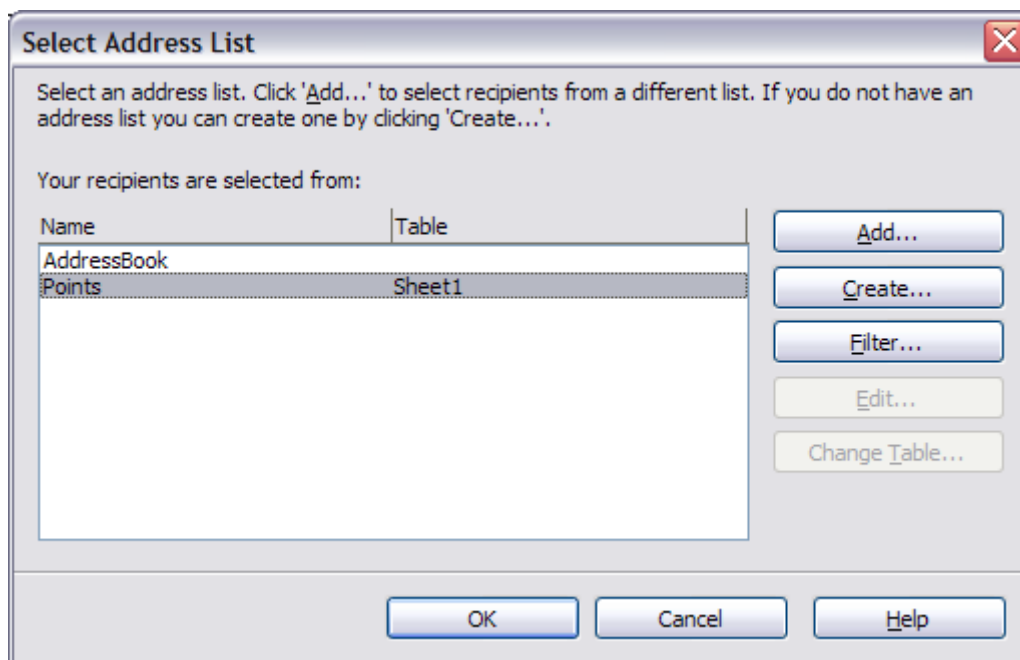 Select Address List
Select an address list. Click 'Add...' to select recipients from a different list. If you do not have an
address list you can create one by clicking 'Create...'.
Your recipients are selected from:
Name Table
AddressBook
Points Sheet1
Add...
Create...
Filter...
Edit...
Change Table...
OK Cancel Help